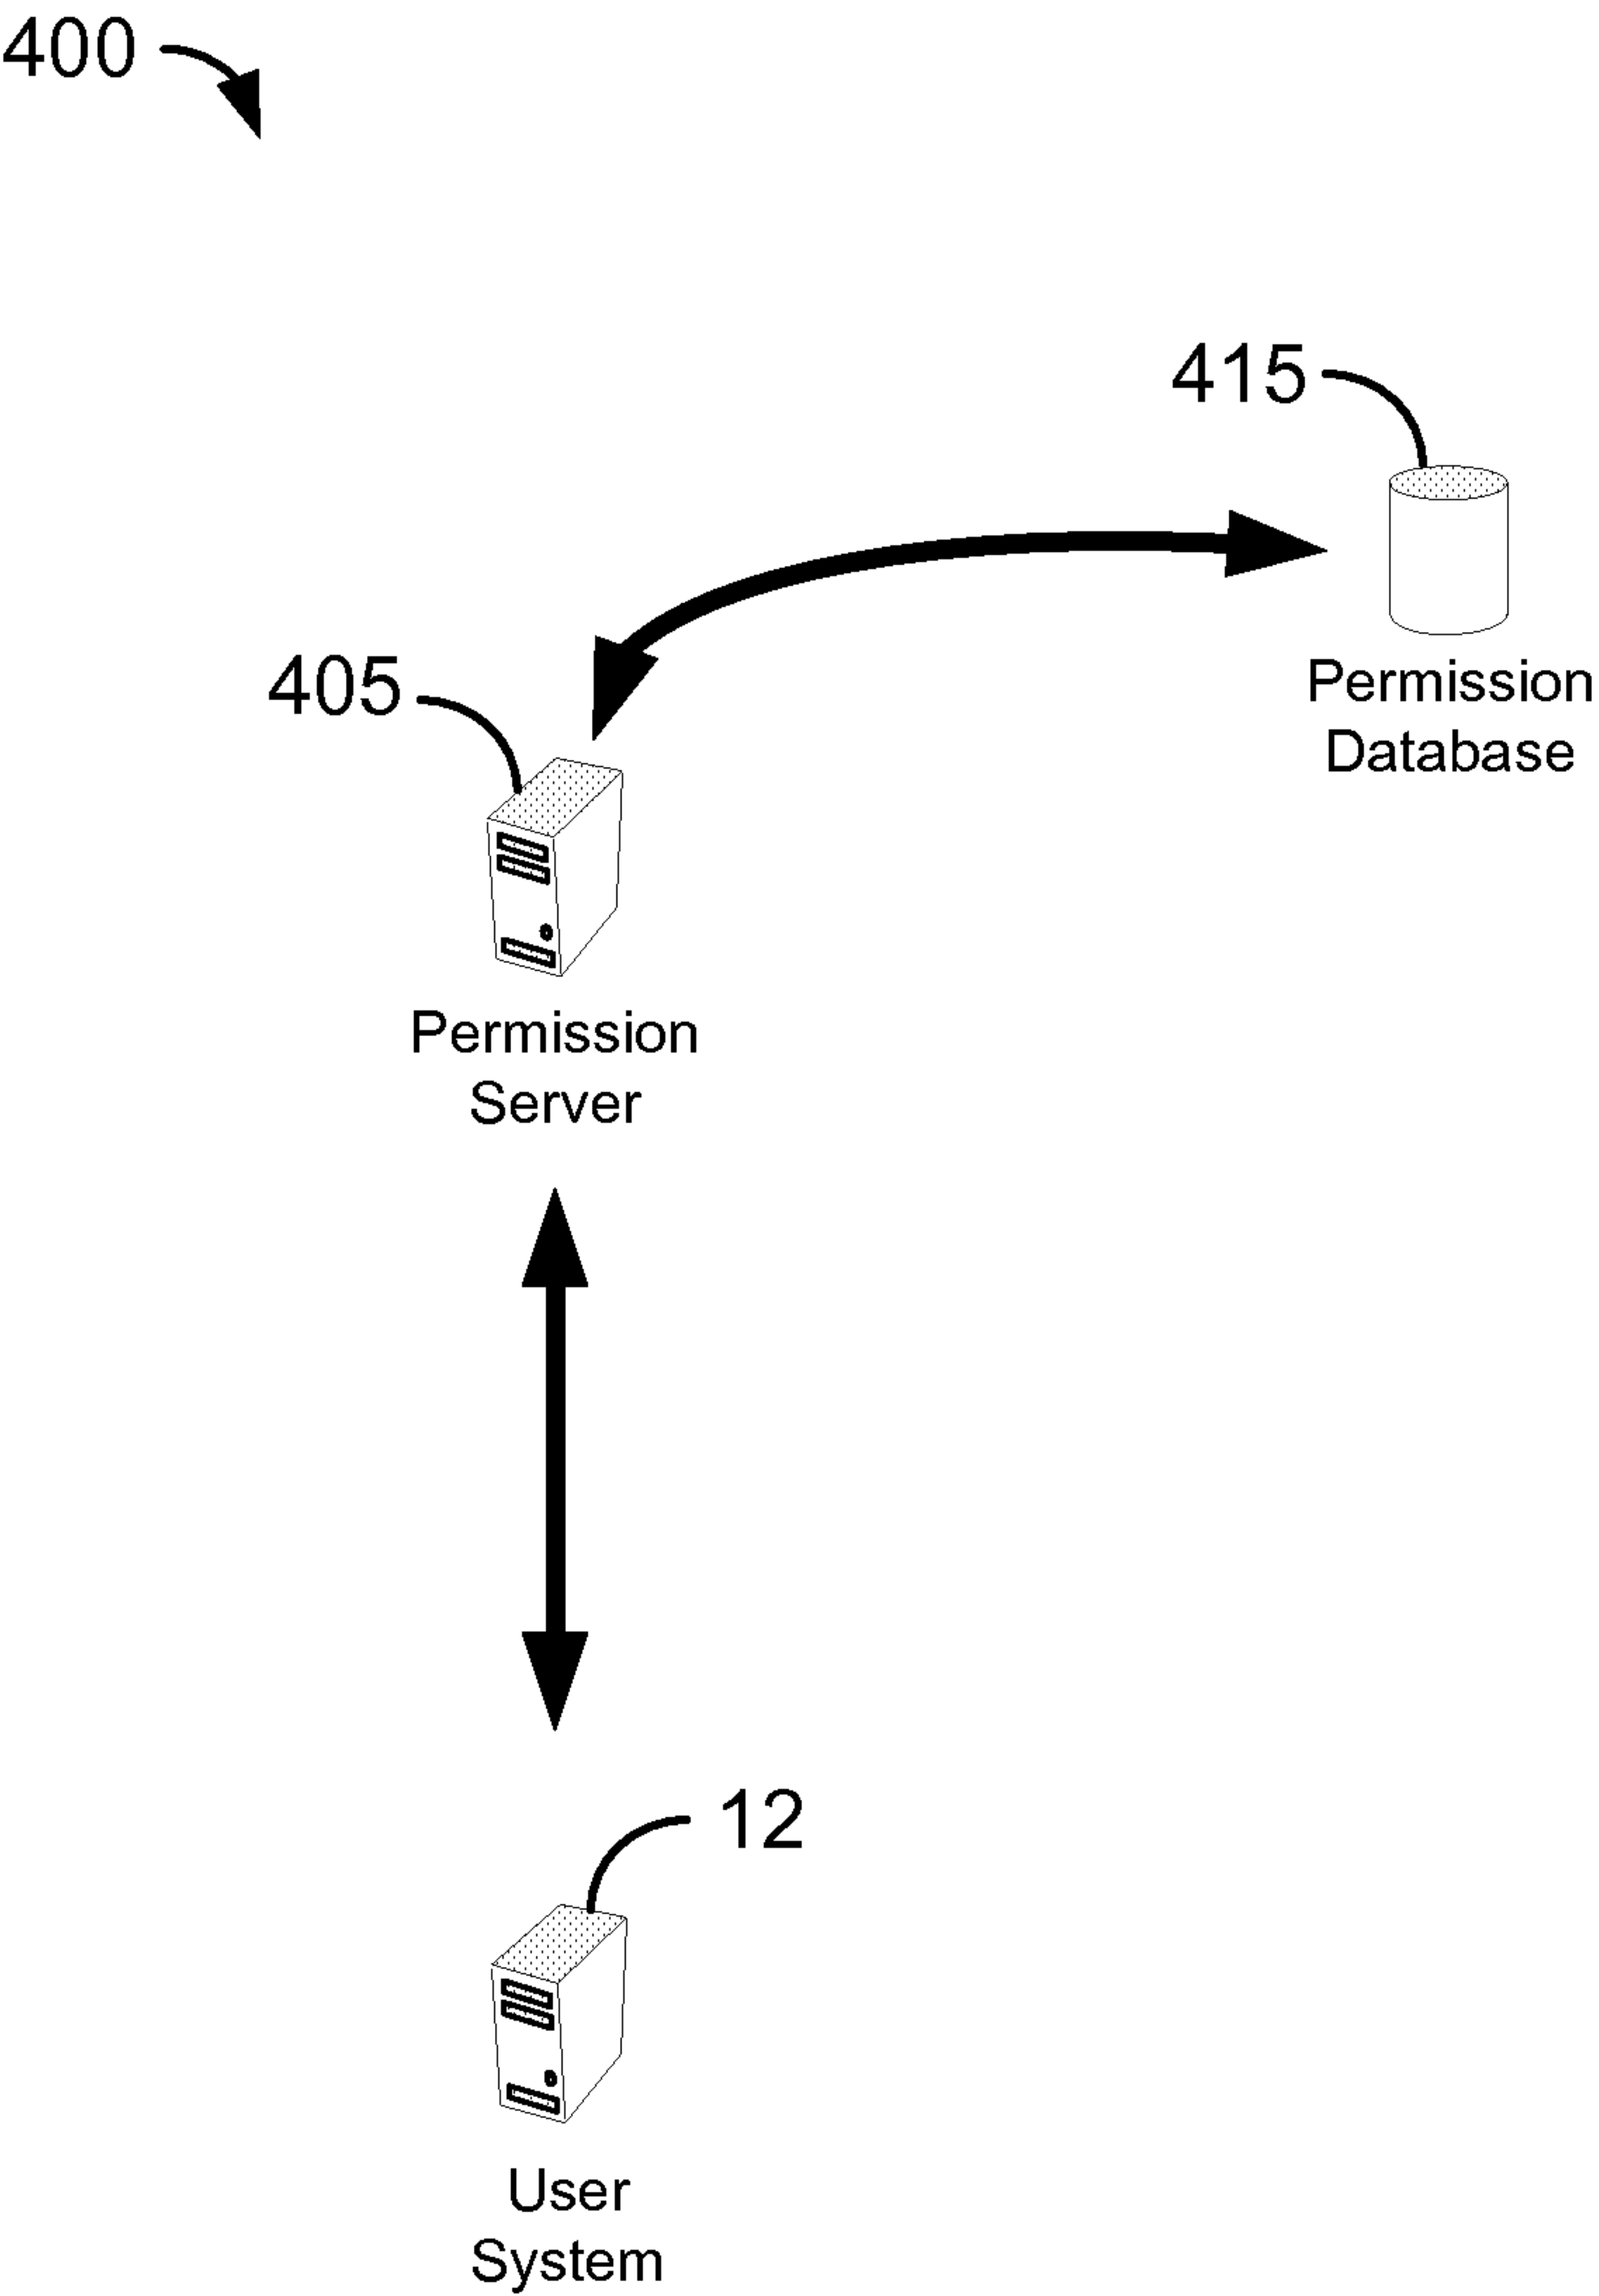 400
415
Permission
Database
405
Permission
Server
12
User
System